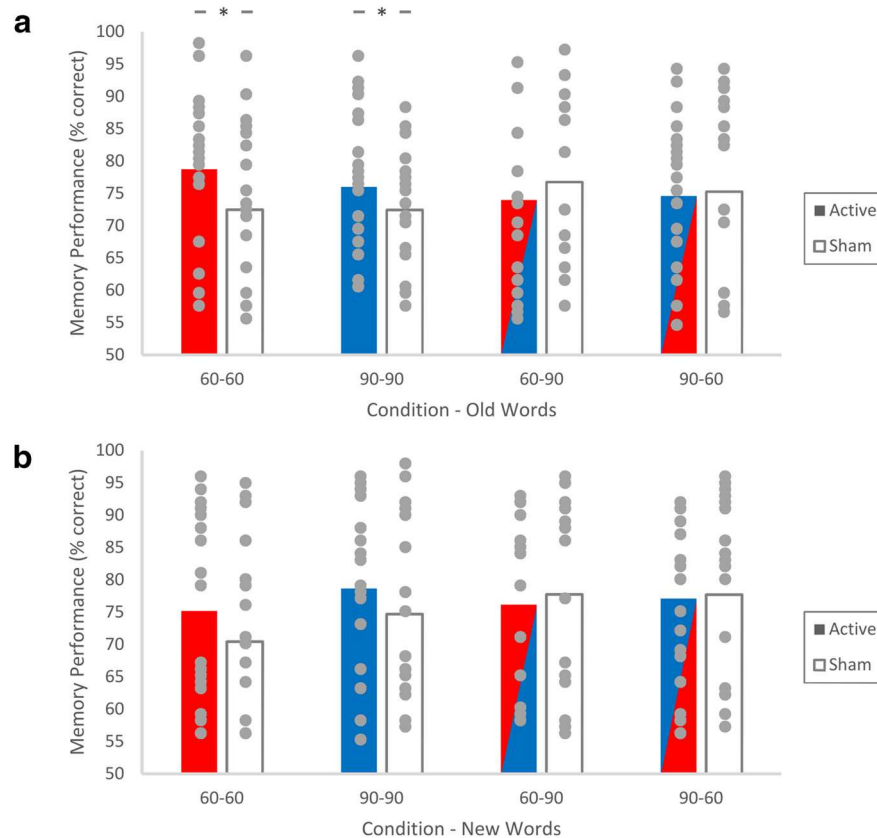 a
* *
Memory Performance (% correct)
100
95
90
85
80
75
70
65
60
55
50
60-60 90-90 60-90 90-60
Condition - Old Words
Active
Sham
b
Memory Performance (% correct)
100
95
90
85
80
75
70
65
60
55
50
60-60 90-90 60-90 90-60
Condition - New Words
Active
Sham